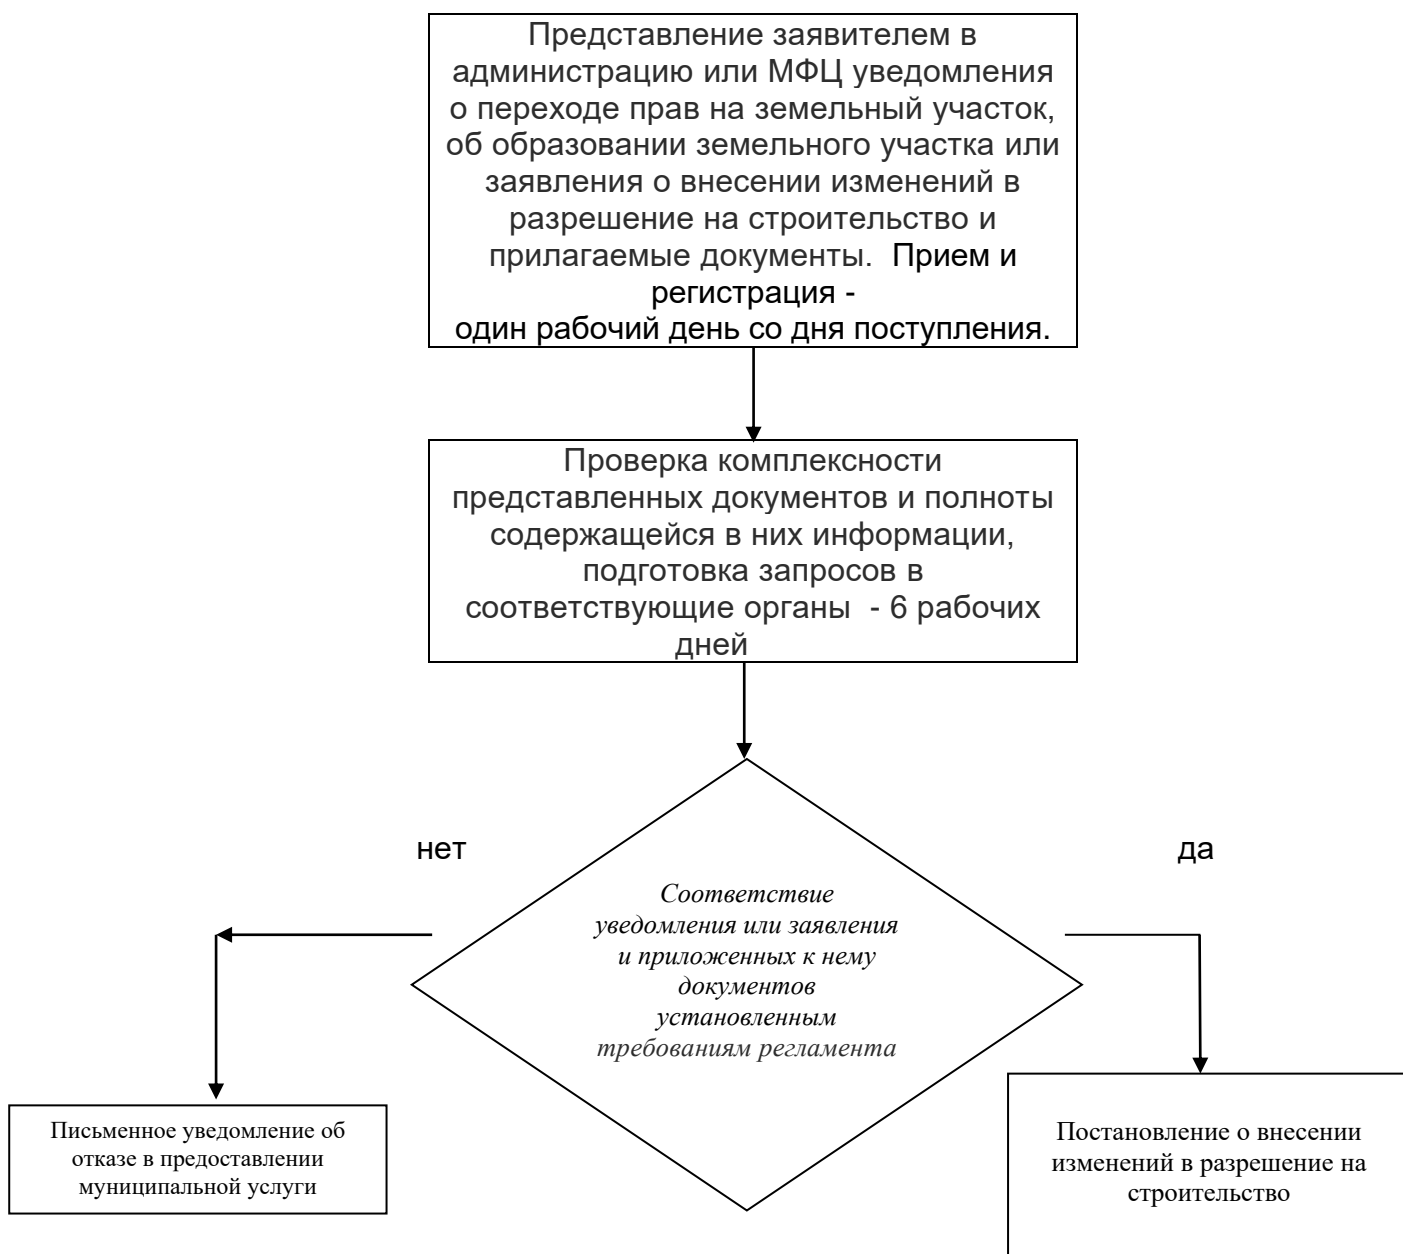 Представление заявителем в
администрацию или МФЦ уведомления
о переходе прав на земельный участок,
об образовании земельного участка или
заявления о внесении изменений в
разрешение на строительство и
прилагаемые документы.  Прием и
регистрация -
один рабочий день со дня поступления.
Проверка комплексности
представленных документов и полноты
содержащейся в них информации,
подготовка запросов в
соответствующие органы  - 6 рабочих
дней
нет
да
Соответствие
уведомления или заявления
и приложенных к нему
документов
установленным
требованиям регламента
Письменное уведомление об
отказе в предоставлении
муниципальной услуги
Постановление о внесении
изменений в разрешение на
строительство